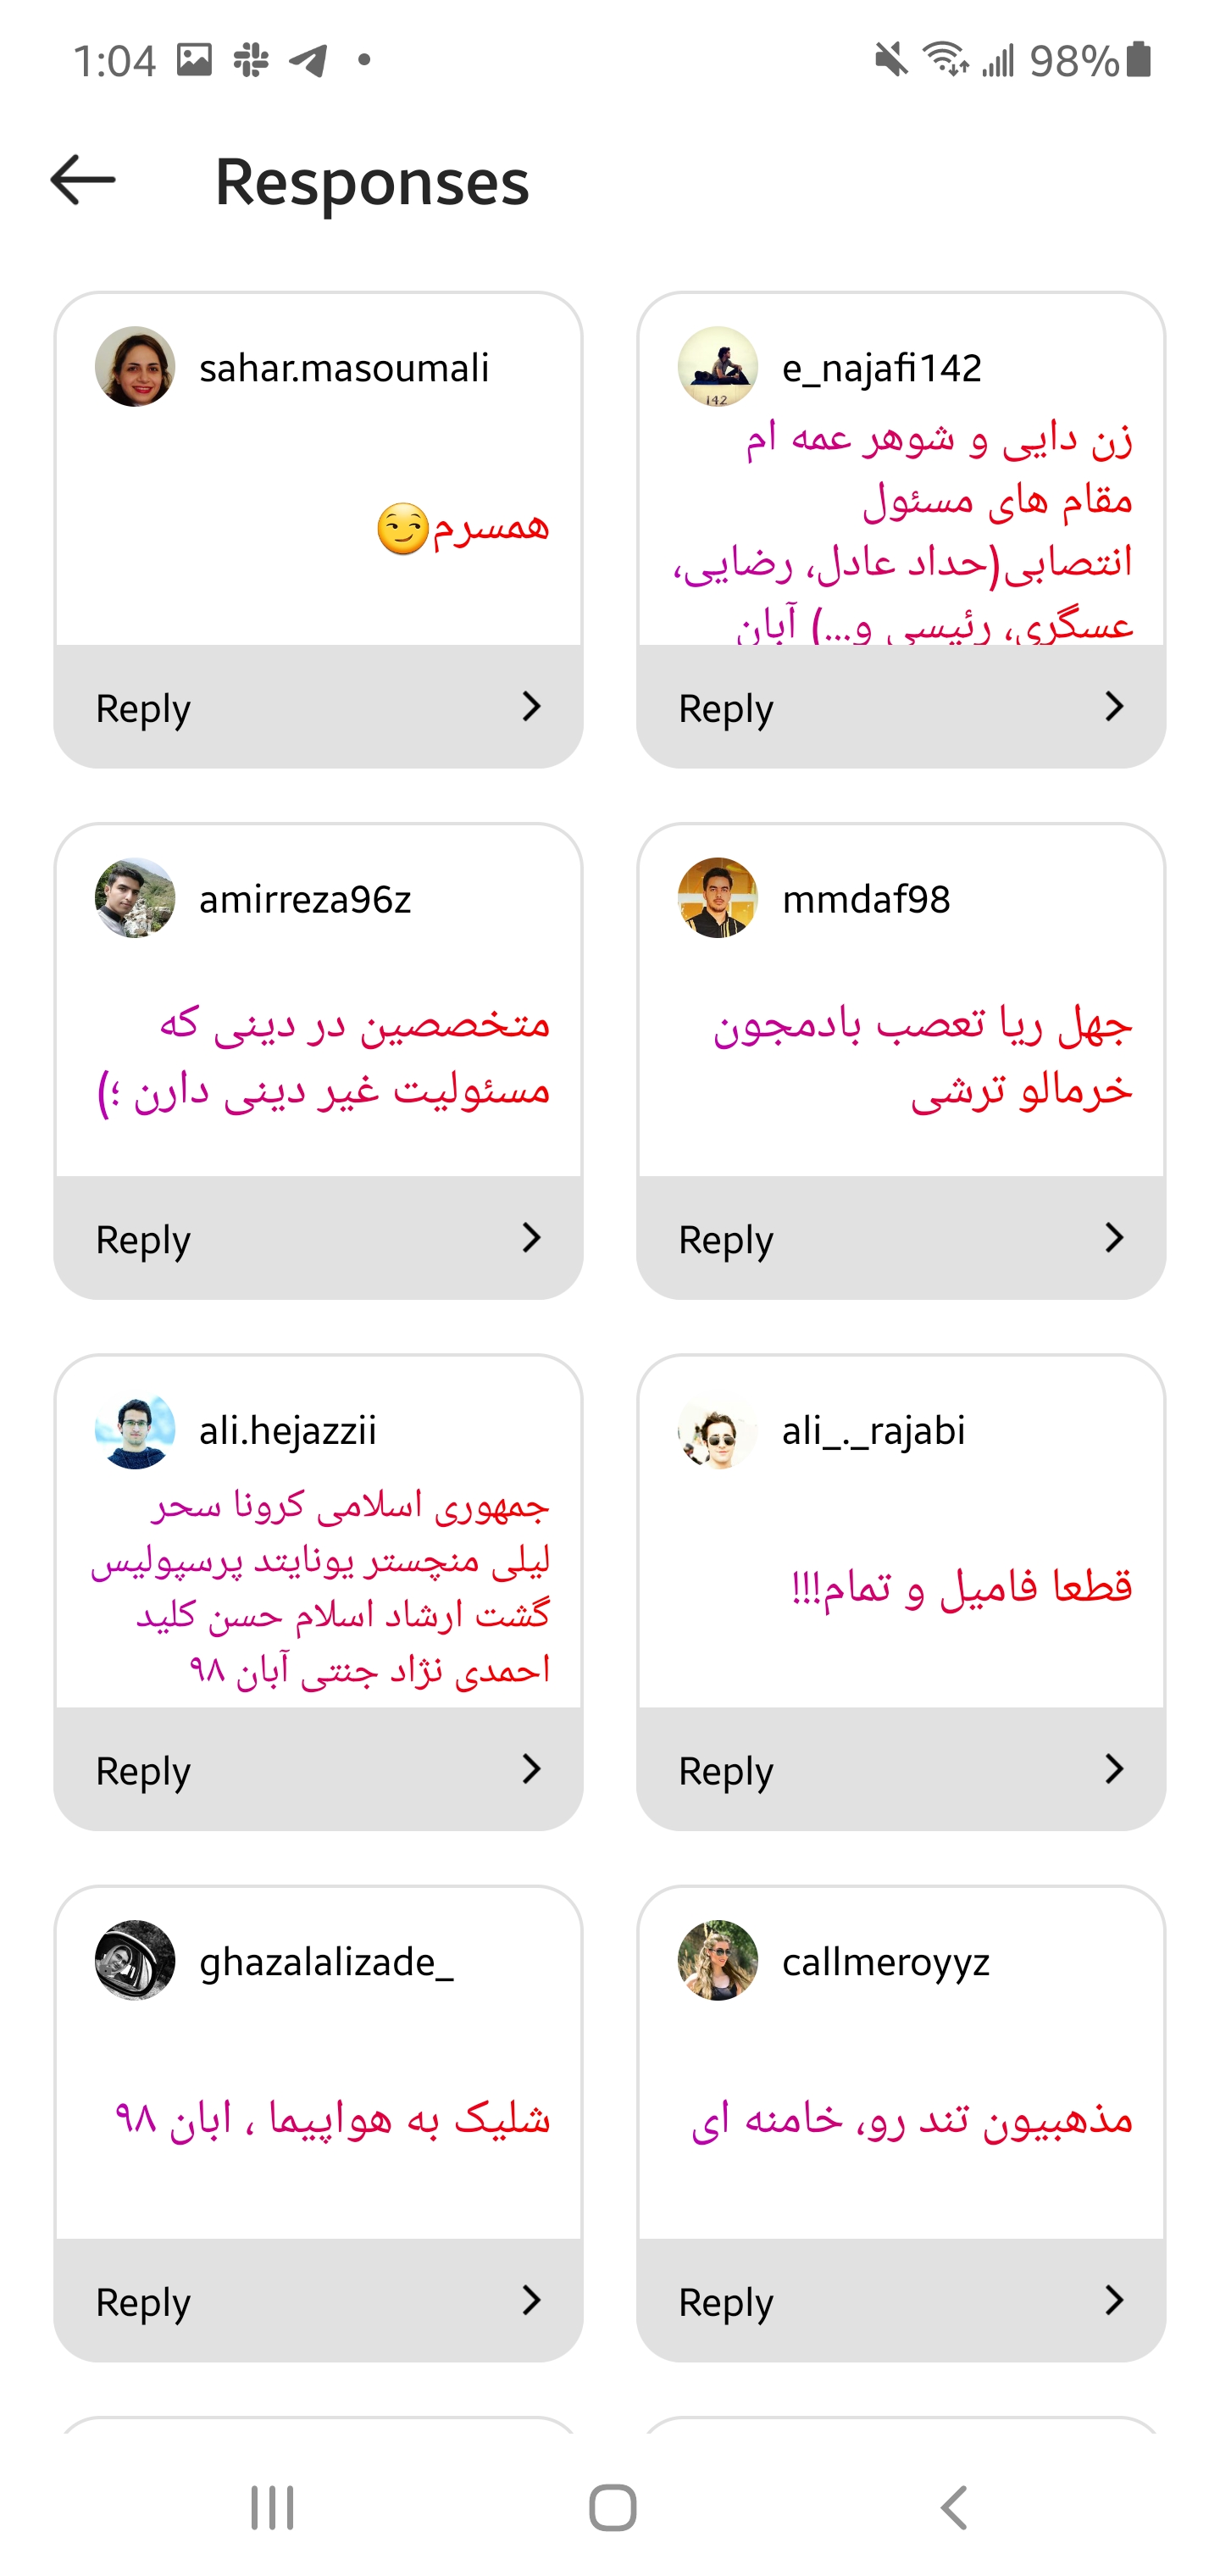 1:04
98%
Responses
sahar.masoumali
همسرم😏
Reply
e_najafi142
142
زن دایی و شوهر عمه ام
مقام های مسئول
انتصابی(حداد عادل، رضایی،
عسگری، رئیسی و...) آبان
Reply
amirreza96z
متخصصین در دینی که
مسئولیت غیر دینی دارن ؛)
Reply
mmdaf98
جهل ریا تعصب بادمجون
خرمالو ترشی
Reply
ali.hejazzii
جمهوری اسلامی کرونا سحر
لیلی منچستر یونایتد پرسپولیس
گشت ارشاد اسلام حسن کلید
احمدی نژاد جنتی آبان ۹۸
Reply
ali_._rajabi
قطعا فامیل و تمام!!!
Reply
ghazalalizade_
شلیک به هواپیما ، ابان ۹۸
Reply
callmeroyyz
مذهبیون تند رو، خامنه ای
Reply